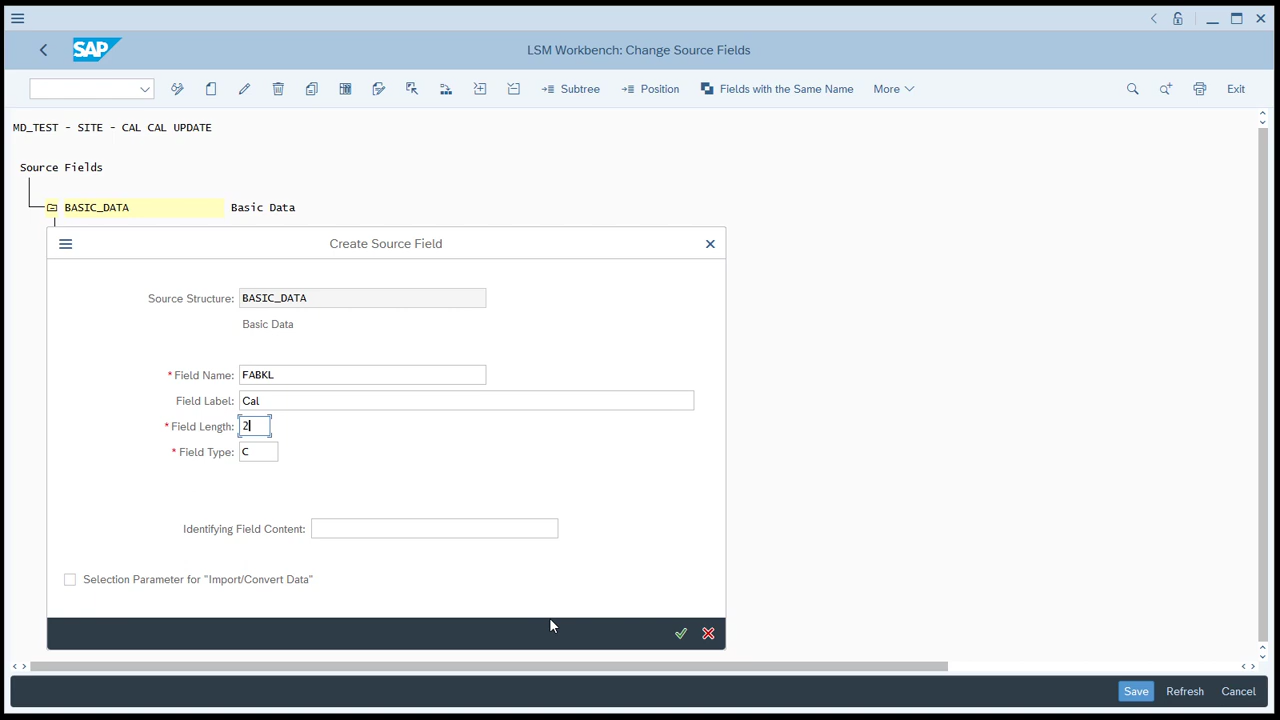 SAP
LSM Workbench: Change Source Fields
Subtree
Position
Fields with the Same Name
More
Exit
MD_TEST - SITE - CAL CAL UPDATE
Source Fields
BASIC_DATA Basic Data
Create Source Field
Source Structure: BASIC_DATA
Basic Data
* Field Name: FABKL
Field Label: Cal
* Field Length: 2
* Field Type: C
Identifying Field Content:
Selection Parameter for "Import/Convert Data"
Save Refresh Cancel